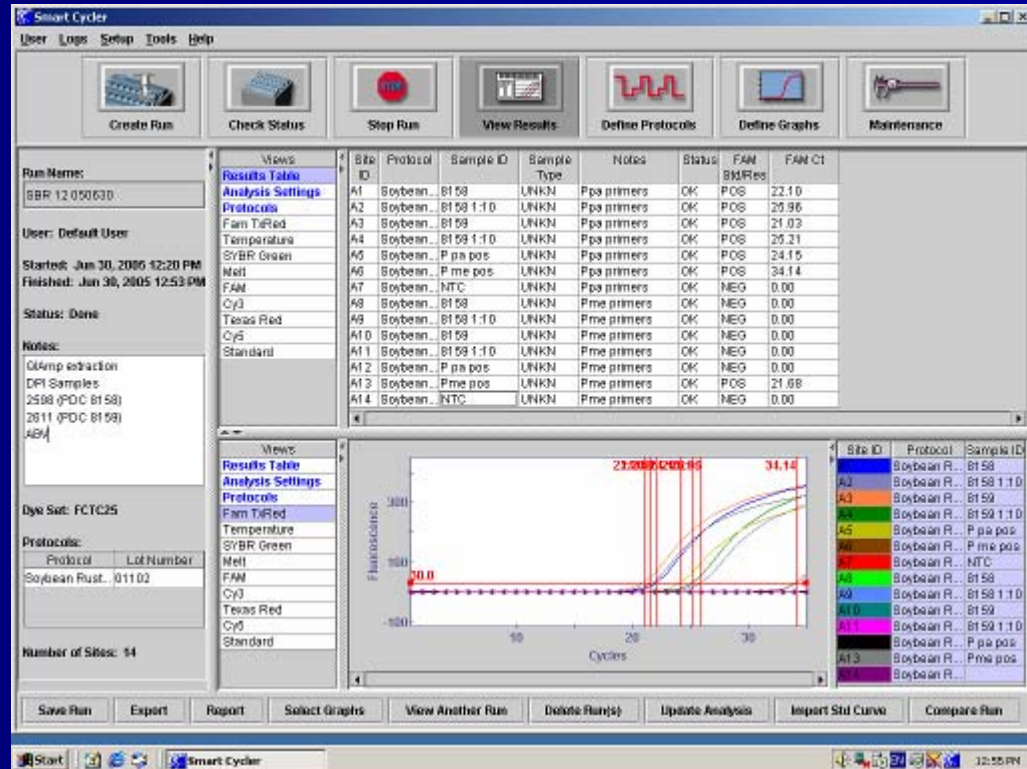 Smart Cycler
User Logs Setup Tools Help
Create Run Check Status Stop Run View Results Define Protocols Define Graphs Maintenance
Run Name:
SBR 12 050630
User: Default User
Started: Jun 30, 2005 12:20 PM
Finished: Jun 30, 2005 12:53 PM
Status: Done
Notes:
QIAmp extraction
DPI Samples
2598 (PDC 8158)
2611 (PDC 8159)
Dye Set: FCTC25
Protocols:
Protocol Lot Number
Soybean Rust... 01102
Number of Sites: 14
Views
Results Table
Analysis Settings
Protocols
Fam TxRed
Temperature
SYBR Green
Melt
FAM
Cy3
Texas Red
Cy5
Standard
Site ID Protocol Sample ID Sample Type Notes Status FAM Std/Res FAM Ct
A1 Soybean... 8158 UNKN Ppa primers OK POS 22.10
A2 Soybean... 8158 1:10 UNKN Ppa primers OK POS 25.96
A3 Soybean... 8159 UNKN Ppa primers OK POS 21.03
A4 Soybean... 8159 1:10 UNKN Ppa primers OK POS 25.21
A5 Soybean... P pa pos UNKN Ppa primers OK POS 24.15
A6 Soybean... P me pos UNKN Ppa primers OK POS 34.14
A7 Soybean... NTC UNKN Ppa primers OK NEG 0.00
A8 Soybean... 8158 UNKN Pme primers OK NEG 0.00
A9 Soybean... 8158 1:10 UNKN Pme primers OK NEG 0.00
A10 Soybean... 8159 UNKN Pme primers OK NEG 0.00
A11 Soybean... 8159 1:10 UNKN Pme primers OK NEG 0.00
A12 Soybean... P pa pos UNKN Pme primers OK NEG 0.00
A13 Soybean... Pme pos UNKN Pme primers OK POS 21.68
A14 Soybean... NTC UNKN Pme primers OK NEG 0.00
Views
Results Table
Analysis Settings
Protocols
Fam TxRed
Temperature
SYBR Green
Melt
FAM
Cy3
Texas Red
Cy5
Standard
34.14
Fluorescence
300
100
30.0
-100
10 20 30
Cycles
Site ID Protocol Sample ID
Soybean R... 8158
A2 Soybean R... 8158 1:10
A3 Soybean R... 8159
A4 Soybean R... 8159 1:10
A5 Soybean R... P pa pos
A6 Soybean R... P me pos
A7 Soybean R... NTC
A8 Soybean R... 8158
A9 Soybean R... 8158 1:10
A10 Soybean R... 8159
A11 Soybean R... 8159 1:10
Soybean R... P pa pos
A13 Soybean R... Pme pos
A14 Soybean R...
Save Run Export Report Select Graphs View Another Run Delete Run(s) Update Analysis Import Std Curve Compare Run
Start Smart Cycler 12:55 PM